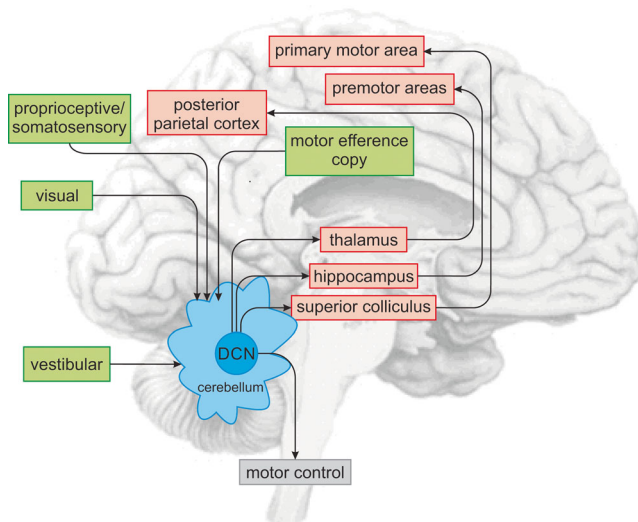 primary motor area
premotor areas
proprioceptive/
somatosensory
posterior
parietal cortex
motor efference
copy
visual
thalamus
hippocampus
superior colliculus
DCN
vestibular
cerebellum
motor control